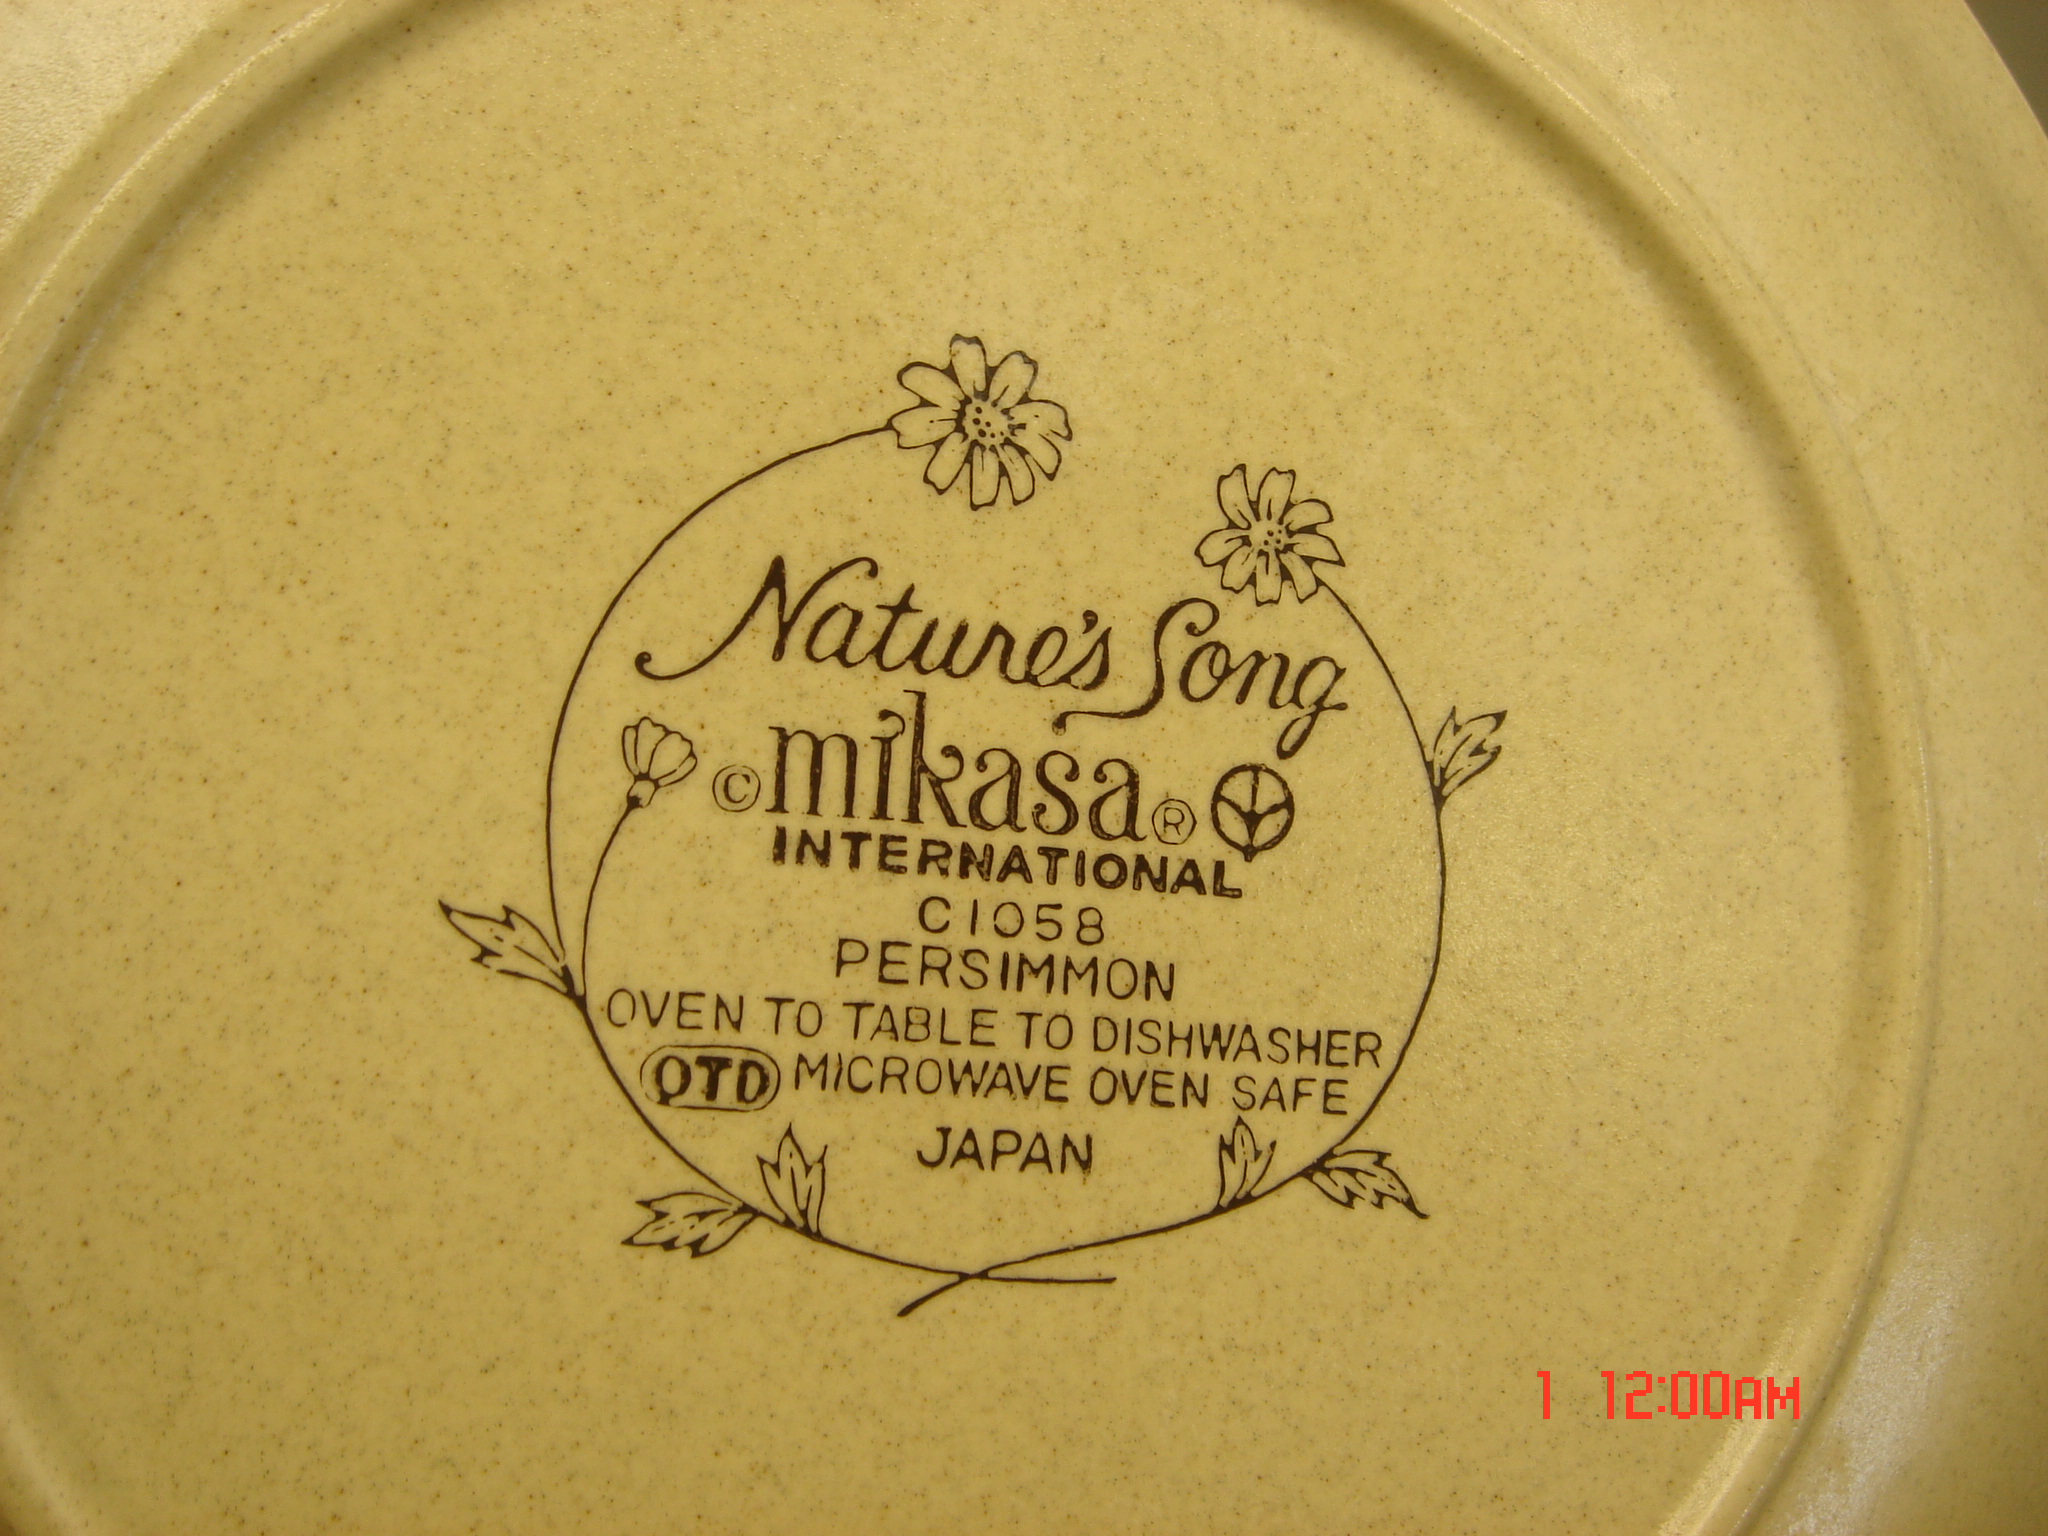 Nature's Song
© mikasa ®
INTERNATIONAL
C1058
PERSIMMON
OVEN TO TABLE TO DISHWASHER
OTD MICROWAVE OVEN SAFE
JAPAN
1 12:00AM